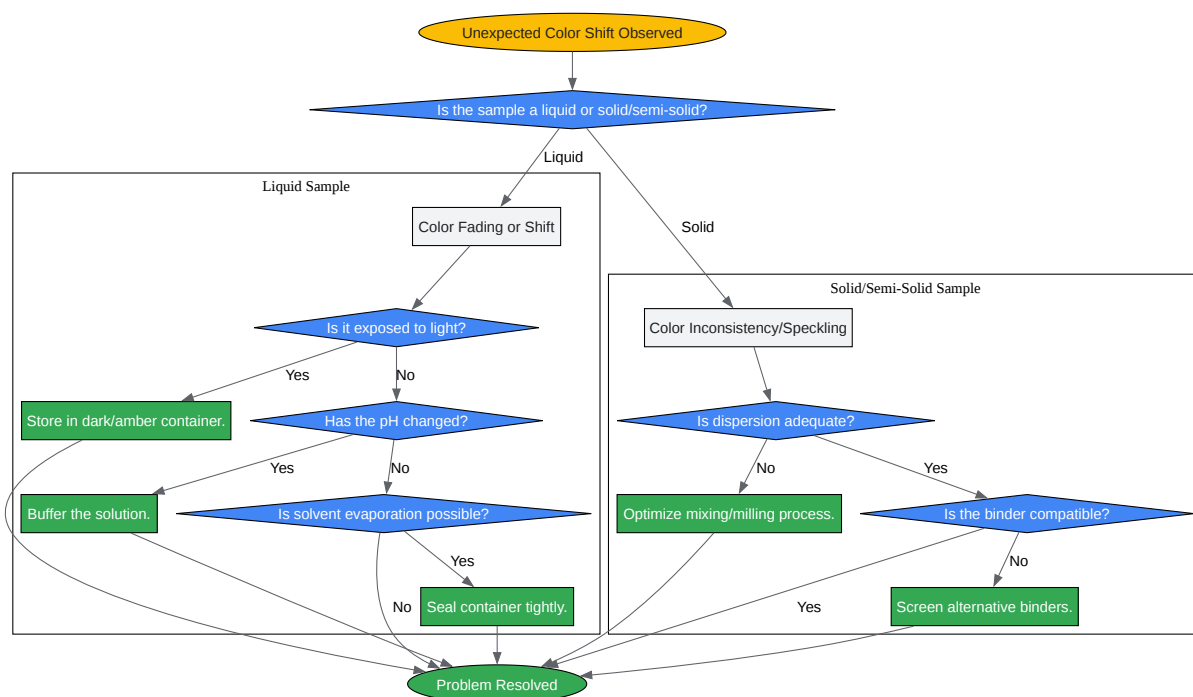 Unexpected Color Shift Observed
Is the sample a liquid or solid/semi-solid?
Liquid
Solid
Liquid Sample
Color Fading or Shift
Is it exposed to light?
Yes
No
Store in dark/amber container.
Has the pH changed?
Yes
No
Buffer the solution.
Is solvent evaporation possible?
Yes
No
Seal container tightly.
Solid/Semi-Solid Sample
Color Inconsistency/Speckling
Is dispersion adequate?
No
Yes
Optimize mixing/milling process.
Is the binder compatible?
No
Yes
Screen alternative binders.
Problem Resolved